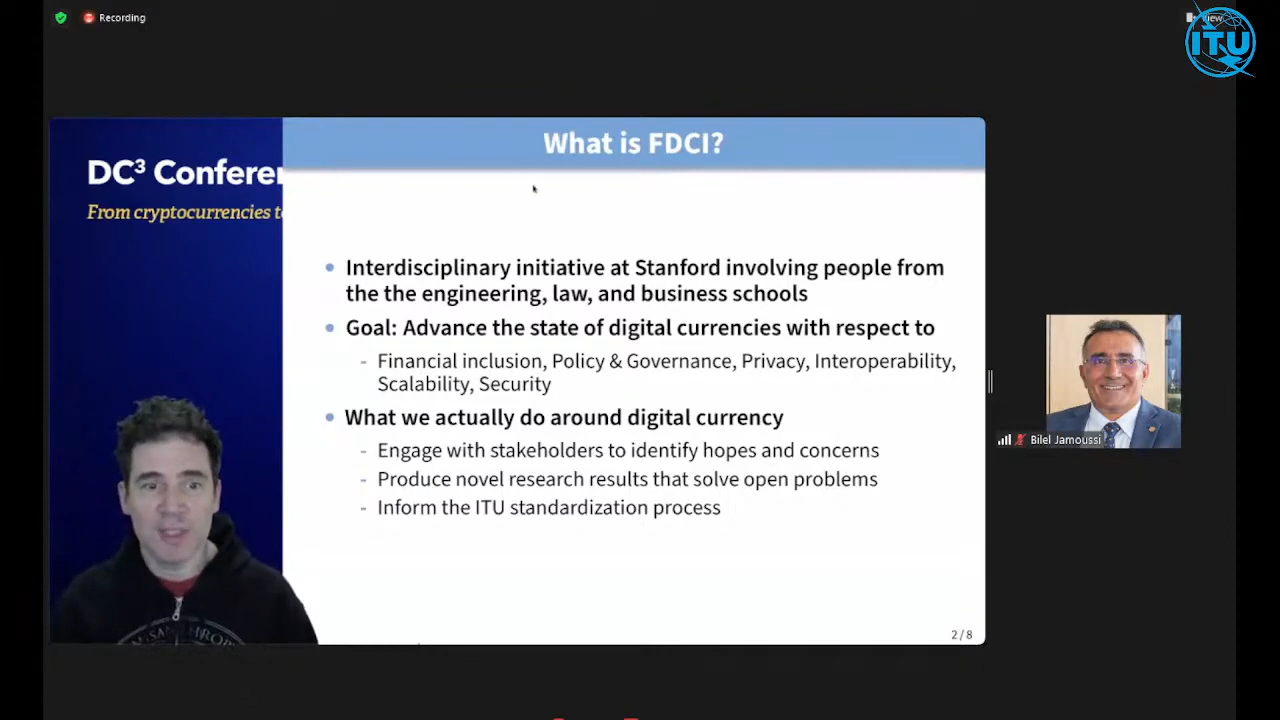 Recording
View
ITU
DC³ Confere
From cryptocurrencies t
What is FDCI?
• Interdisciplinary initiative at Stanford involving people from
the the engineering, law, and business schools
• Goal: Advance the state of digital currencies with respect to
- Financial inclusion, Policy & Governance, Privacy, Interoperability,
Scalability, Security
• What we actually do around digital currency
- Engage with stakeholders to identify hopes and concerns
- Produce novel research results that solve open problems
- Inform the ITU standardization process
2 / 8
Bilel Jamoussi